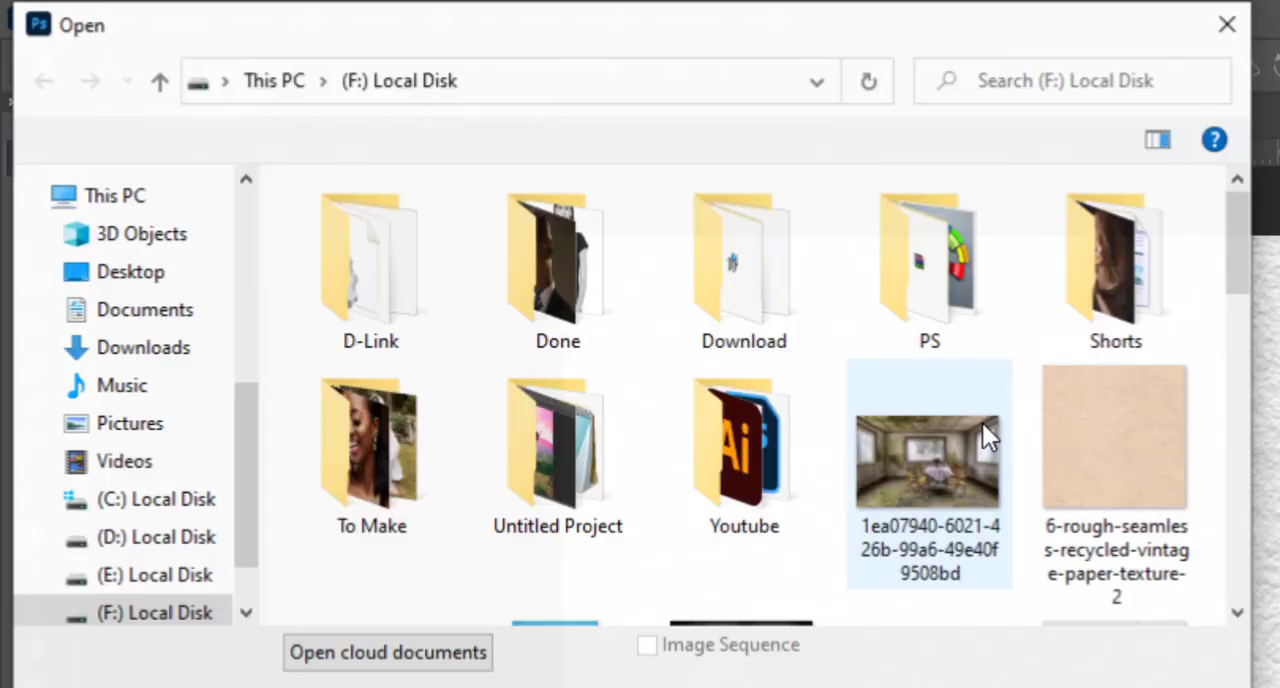 Ps Open
This PC > (F:) Local Disk
Search (F:) Local Disk
?
This PC
3D Objects
Desktop
Documents
Downloads
Music
Pictures
Videos
(C:) Local Disk
(D:) Local Disk
(E:) Local Disk
(F:) Local Disk
D-Link
Done
Download
PS
Shorts
To Make
Untitled Project
Ai
Youtube
1ea07940-6021-4
26b-99a6-49e40f
9508bd
6-rough-seamles
s-recycled-vintag
e-paper-texture-
2
Open cloud documents
Image Sequence